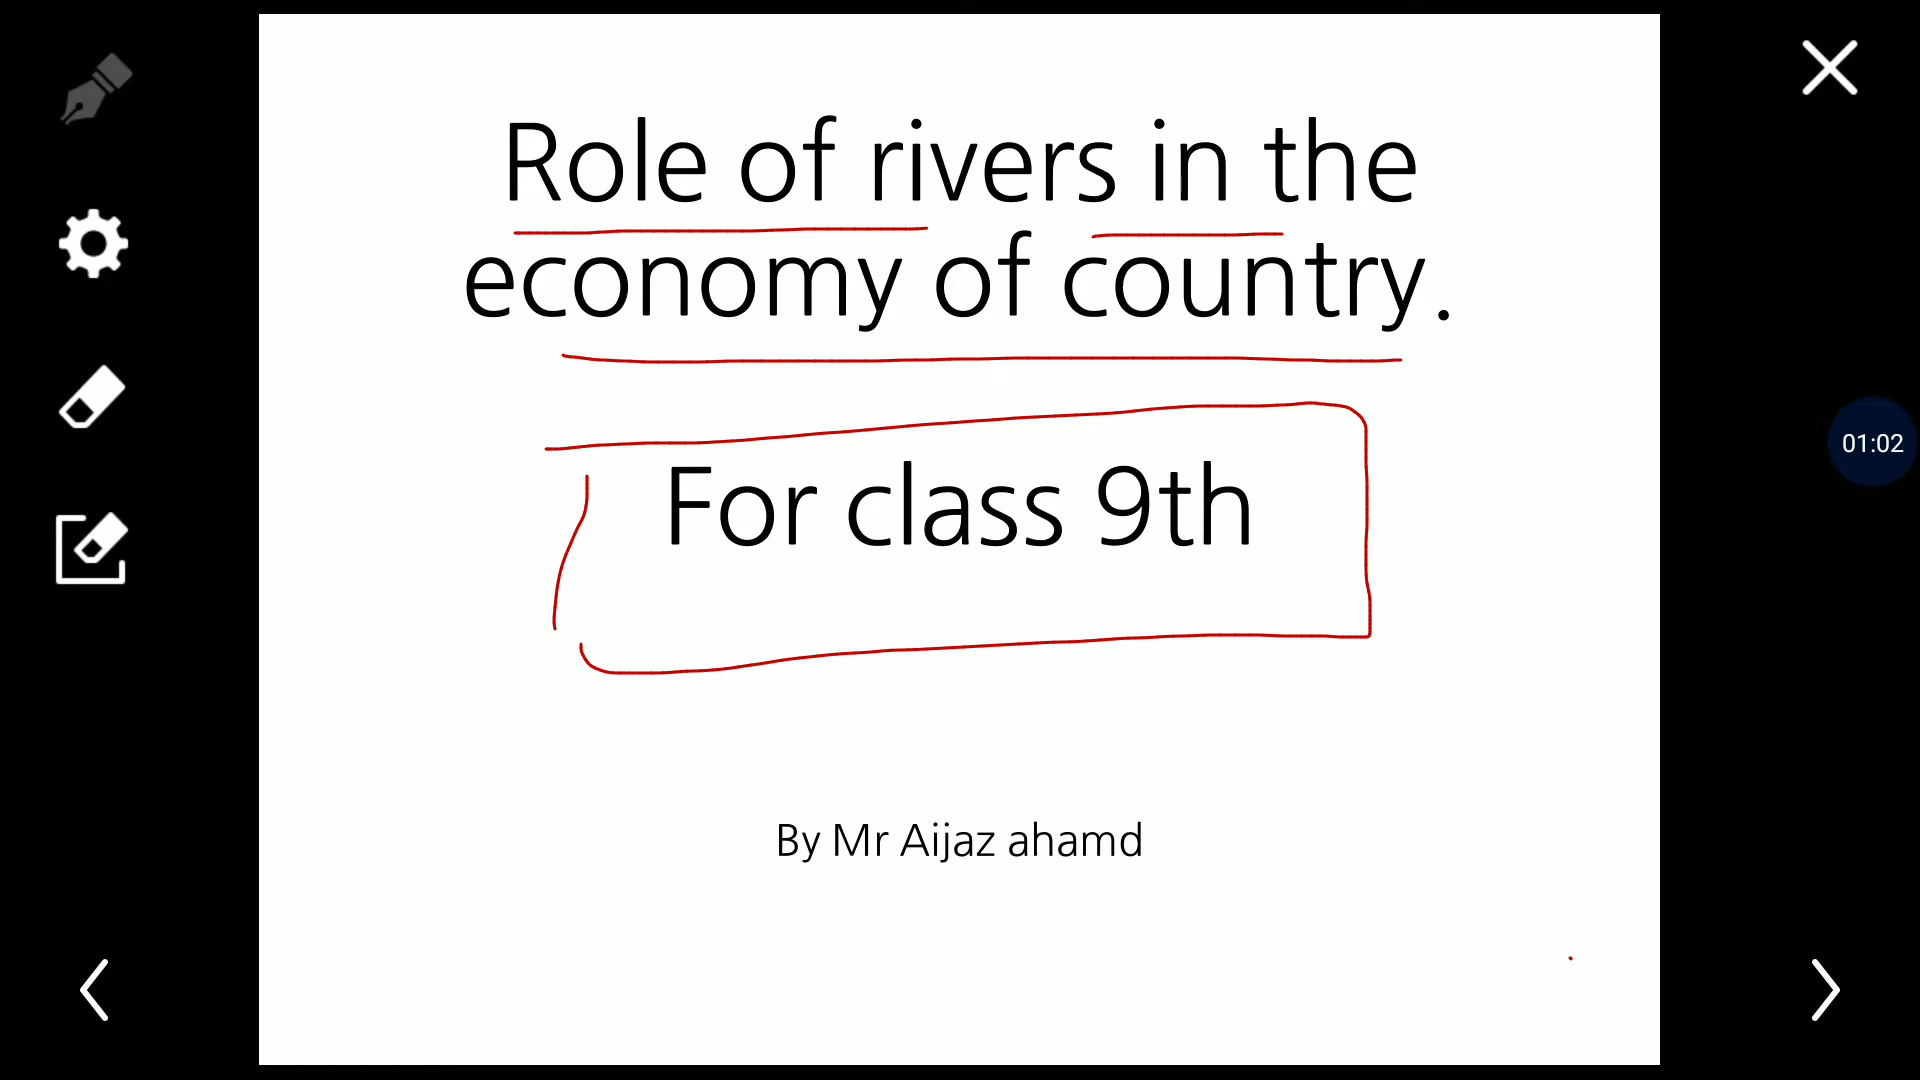 Role of rivers in the
economy of country.
For class 9th
By Mr Aijaz ahamd
01:02